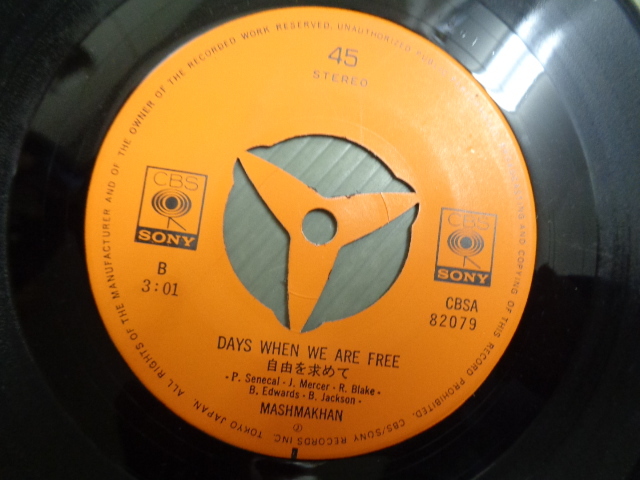 45
STEREO
CBS
SONY
CBS
SONY
B
3:01
CBSA
82079
DAYS WHEN WE ARE FREE
自由を求めて
-P. Senecal-J. Mercer-R. Blake-
B. Edwards-B. Jackson-
MASHMAKHAN
Ⓟ
ALL RIGHTS OF THE MANUFACTURER AND OF THE OWNER OF THE RECORDED WORK RESERVED. UNAUTHORIZED AND COPYING OF THIS RECORD PROHIBITED. CBS/SONY RECORDS INC. TOKYO JAPAN.